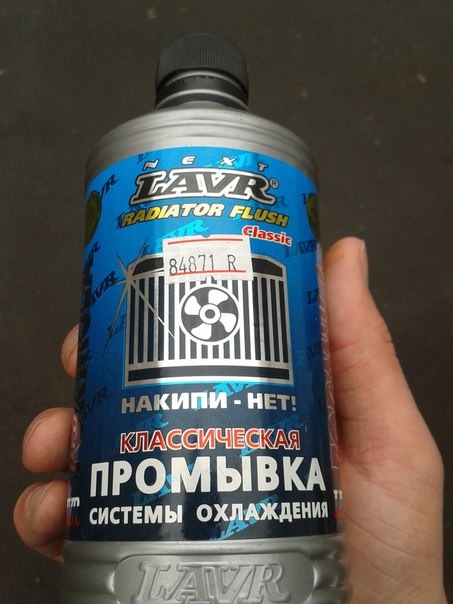 NEXT
LAVR®
RADIATOR FLUSH
Classic
84871 R
НАКИПИ - НЕТ!
КЛАССИЧЕСКАЯ
ПРОМЫВКА
СИСТЕМЫ ОХЛАЖДЕНИЯ
LAVR